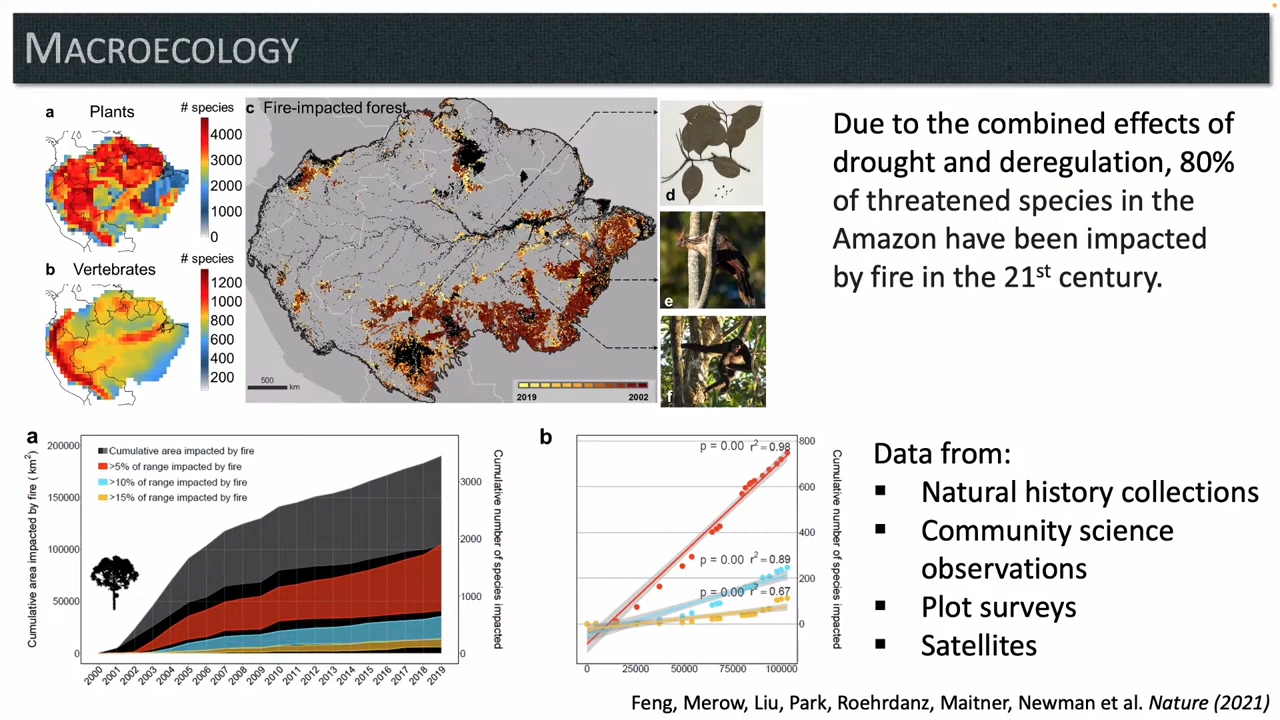 MACROECOLOGY
a Plants # species
4000
3000
2000
1000
0
b Vertebrates # species
1200
1000
800
600
400
200
c Fire-impacted forest
500 km
2019 2002
d
e
f
Due to the combined effects of
drought and deregulation, 80%
of threatened species in the
Amazon have been impacted
by fire in the 21st century.
a
Cumulative area impacted by fire ( km²)
200000
150000
100000
50000
0
Cumulative area impacted by fire
>5% of range impacted by fire
>10% of range impacted by fire
>15% of range impacted by fire
3000
2000
1000
0
Cumulative number of species impacted
2000 2001 2002 2003 2004 2005 2006 2007 2008 2009 2010 2011 2012 2013 2014 2015 2016 2017 2018 2019
b
p = 0.00 r² = 0.98
p = 0.00 r² = 0.89
p = 0.00 r² = 0.67
800
600
400
200
0
Cumulative number of species impacted
0 25000 50000 75000 100000
Data from:
▪ Natural history collections
▪ Community science
observations
▪ Plot surveys
▪ Satellites
Feng, Merow, Liu, Park, Roehrdanz, Maitner, Newman et al. Nature (2021)